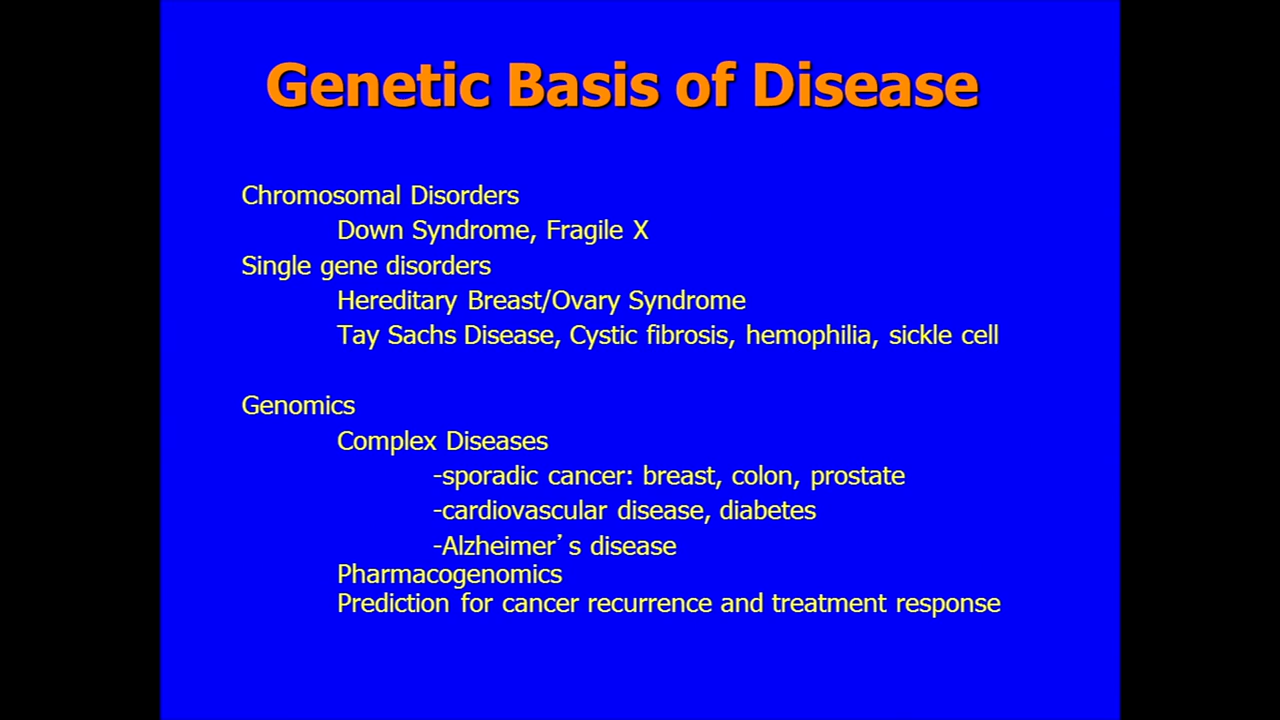 Genetic Basis of Disease
Chromosomal Disorders
Down Syndrome, Fragile X
Single gene disorders
Hereditary Breast/Ovary Syndrome
Tay Sachs Disease, Cystic fibrosis, hemophilia, sickle cell
Genomics
Complex Diseases
-sporadic cancer: breast, colon, prostate
-cardiovascular disease, diabetes
-Alzheimer’s disease
Pharmacogenomics
Prediction for cancer recurrence and treatment response